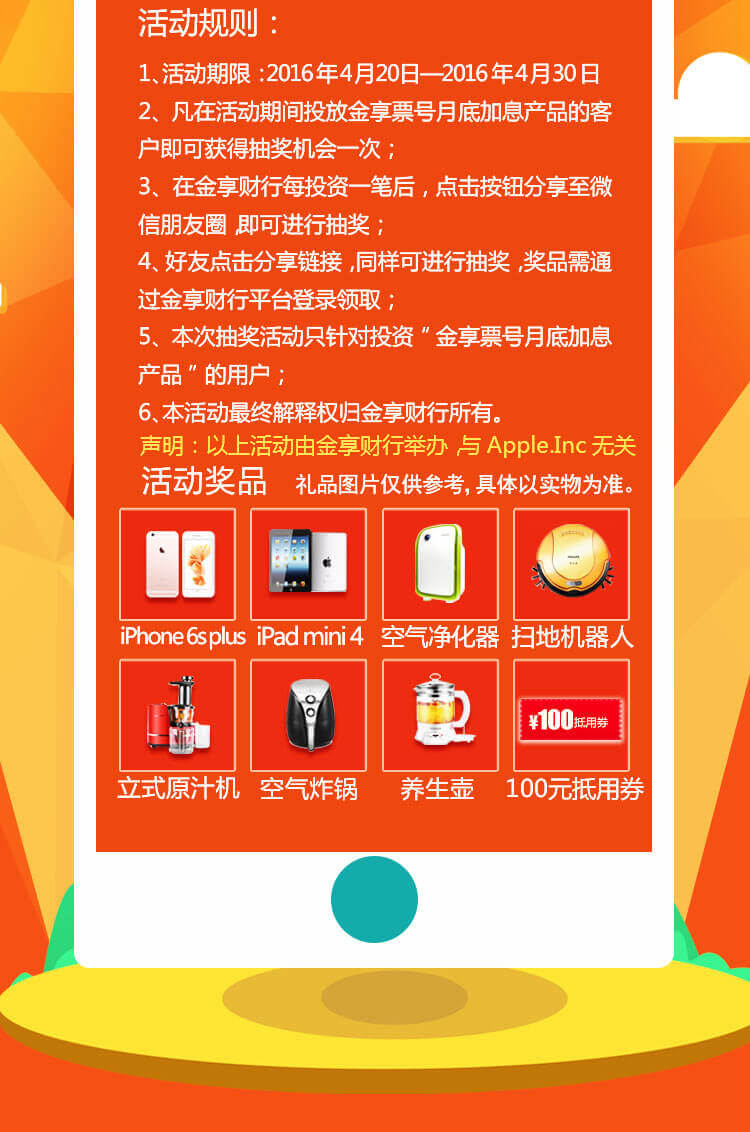 活动规则：
1、活动期限：2016年4月20日—2016年4月30日
2、凡在活动期间投放金享票号月底加息产品的客
户即可获得抽奖机会一次；
3、在金享财行每投资一笔后，点击按钮分享至微
信朋友圈，即可进行抽奖；
4、好友点击分享链接，同样可进行抽奖，奖品需通
过金享财行平台登录领取；
5、本次抽奖活动只针对投资“金享票号月底加息
产品”的用户；
6、本活动最终解释权归金享财行所有。
声明：以上活动由金享财行举办，与Apple.Inc无关
活动奖品 礼品图片仅供参考,具体以实物为准。
iPhone 6s plus iPad mini 4 空气净化器 扫地机器人
¥100抵用券
立式原汁机 空气炸锅 养生壶 100元抵用券